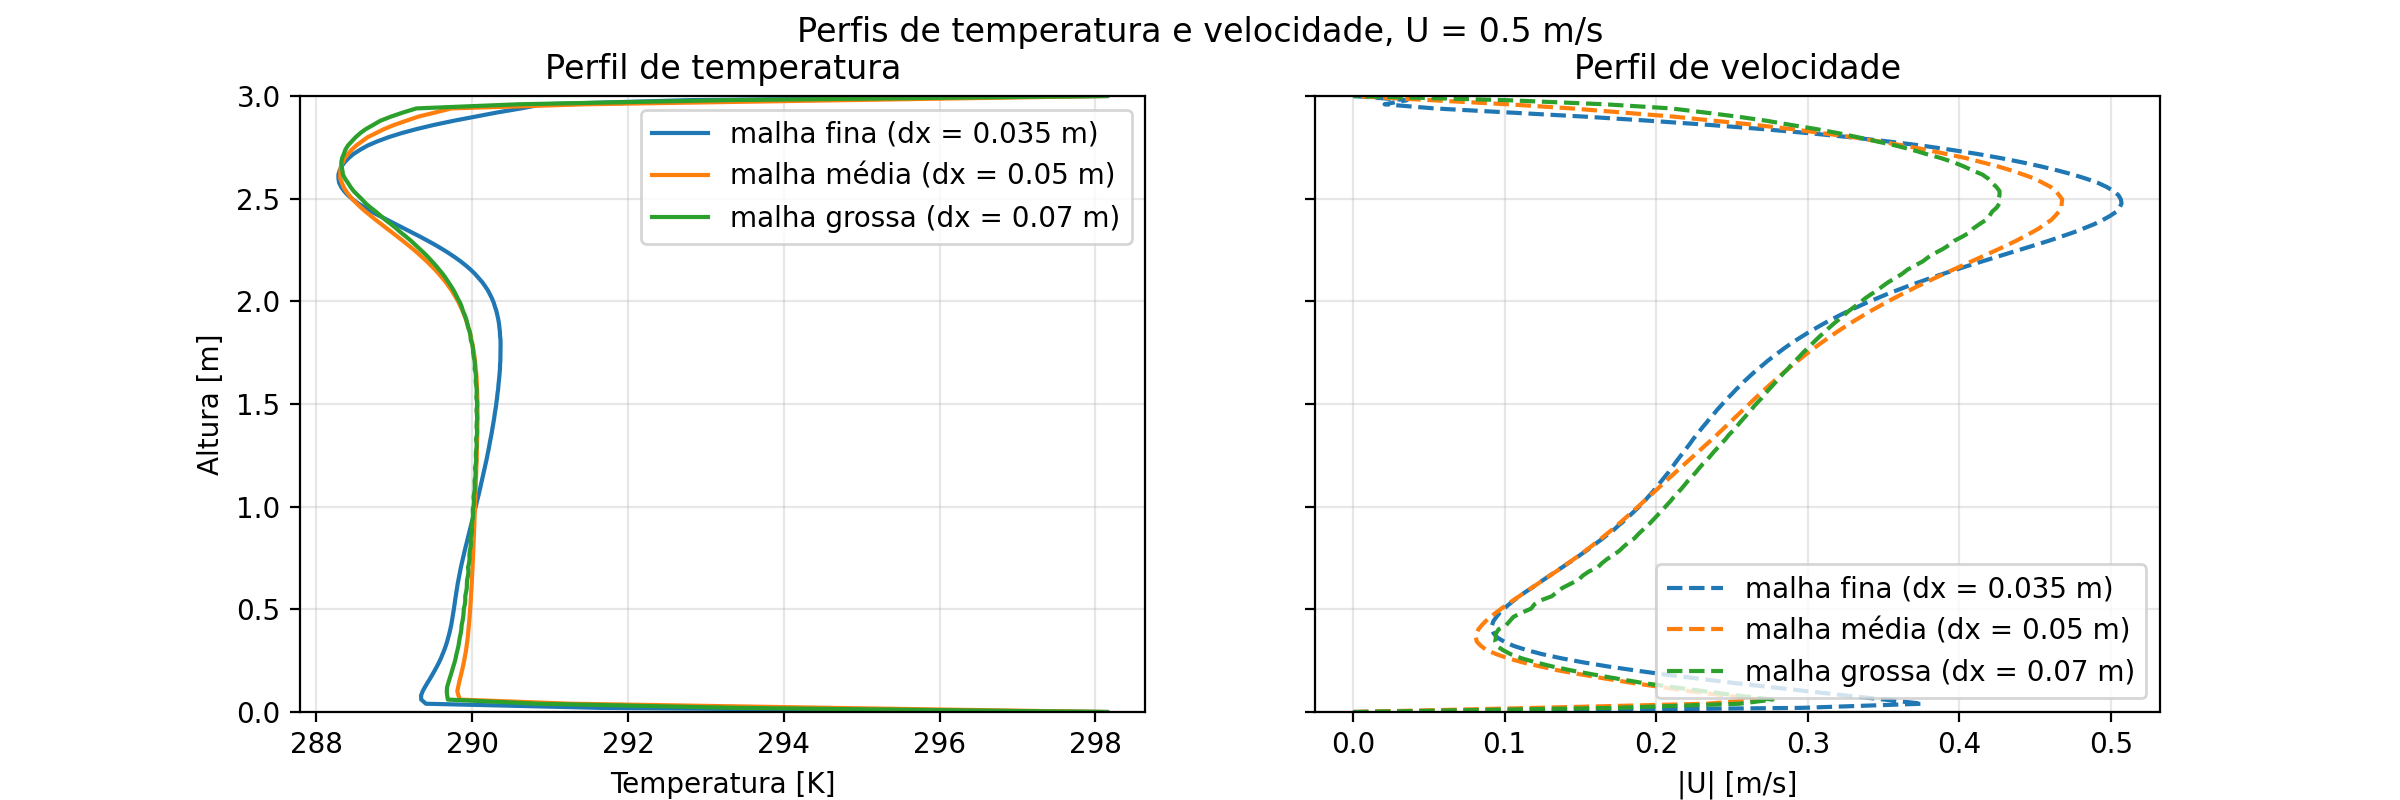 Perfis de temperatura e velocidade, U = 0.5 m/s
Perfil de temperatura
3.0
2.5
2.0
1.5
1.0
0.5
0.0
Altura [m]
malha fina (dx = 0.035 m)
malha média (dx = 0.05 m)
malha grossa (dx = 0.07 m)
288 290 292 294 296 298
Temperatura [K]
Perfil de velocidade
malha fina (dx = 0.035 m)
malha média (dx = 0.05 m)
malha grossa (dx = 0.07 m)
0.0 0.1 0.2 0.3 0.4 0.5
|U| [m/s]